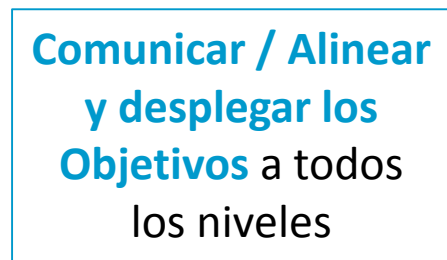 Comunicar / Alinear
y desplegar los
Objetivos a todos
los niveles